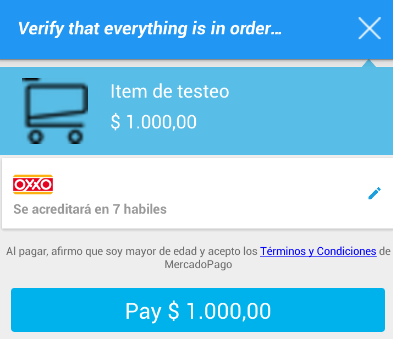 Verify that everything is in order...
Item de testeo
$ 1.000,00
OXXO
Se acreditará en 7 habiles
Al pagar, afirmo que soy mayor de edad y acepto los Términos y Condiciones de
MercadoPago
Pay $ 1.000,00